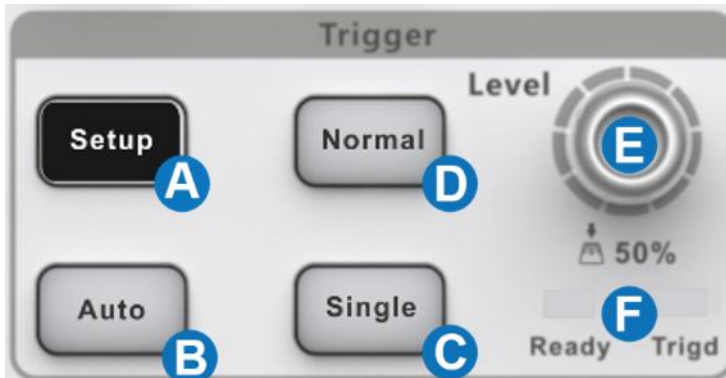 Trigger
Level
Setup
A
Normal
D
E
50%
Auto
B
Single
C
F
Ready Trigd